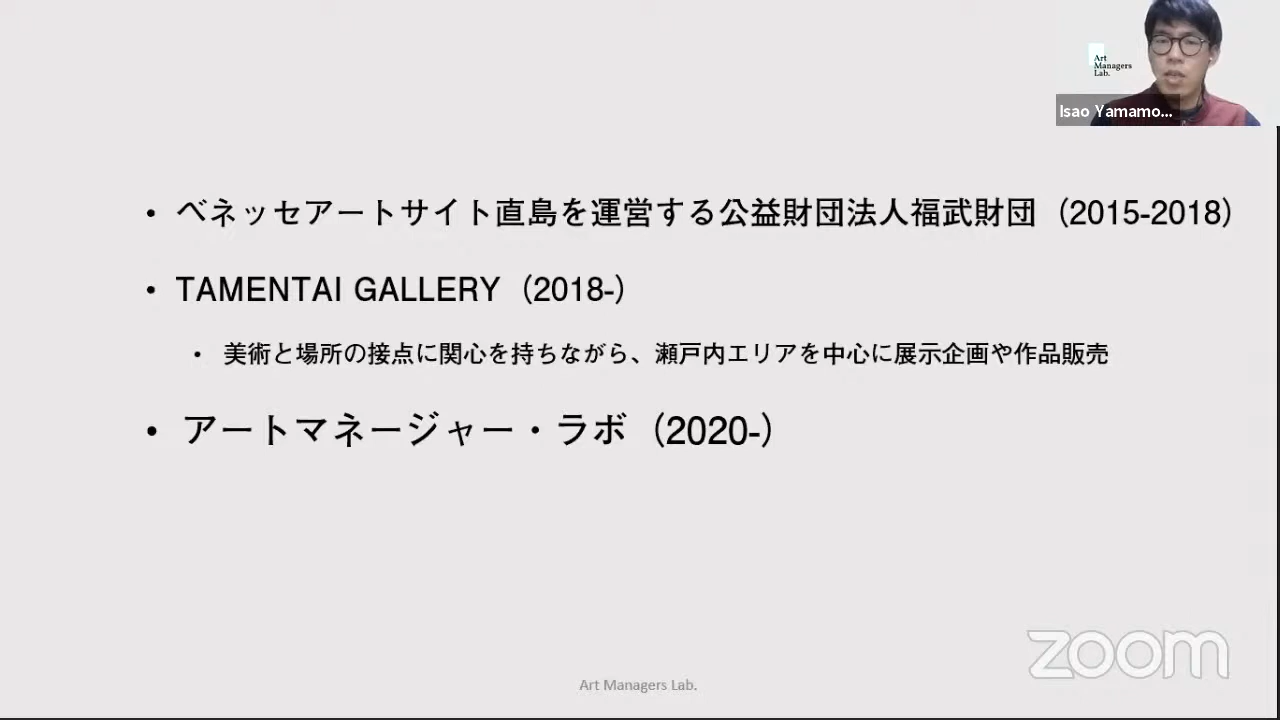 Art
Managers
Lab.
Isao Yamamo...
• ベネッセアートサイト直島を運営する公益財団法人福武財団（2015-2018）
• TAMENTAI GALLERY（2018-）
• 美術と場所の接点に関心を持ちながら、瀬戸内エリアを中心に展示企画や作品販売
• アートマネージャー・ラボ（2020-）
zoom
Art Managers Lab.